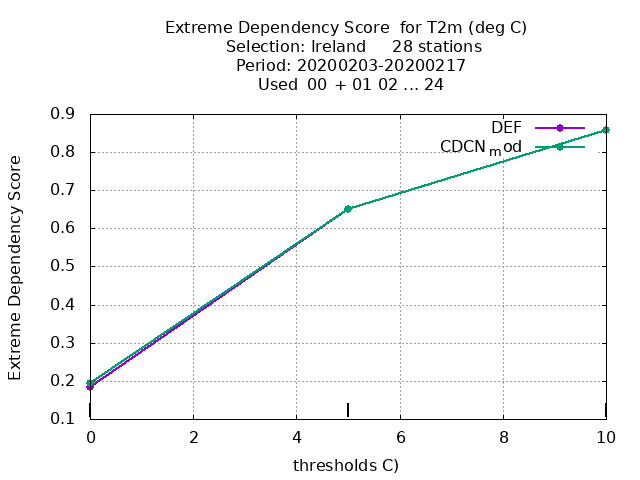 Extreme Dependency Score for T2m (deg C)
Selection: Ireland 28 stations
Period: 20200203-20200217
Used 00 + 01 02 ... 24
0.9
0.8
0.7
0.6
0.5
0.4
0.3
0.2
0.1
Extreme Dependency Score
DEF
CDCNmod
0 2 4 6 8 10
thresholds C)